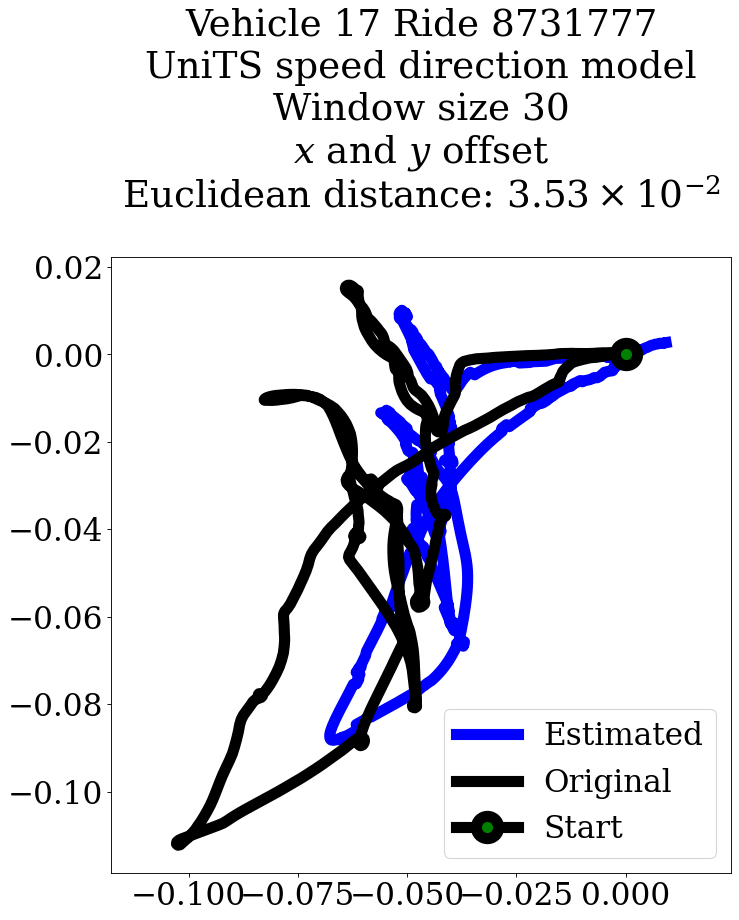 Vehicle 17 Ride 8731777
UniTS speed direction model
Window size 30
x and y offset
Euclidean distance: 3.53 × 10⁻²
0.02
0.00
−0.02
−0.04
−0.06
−0.08
−0.10
Estimated
Original
Start
−0.100 −0.075 −0.050 −0.025 0.000